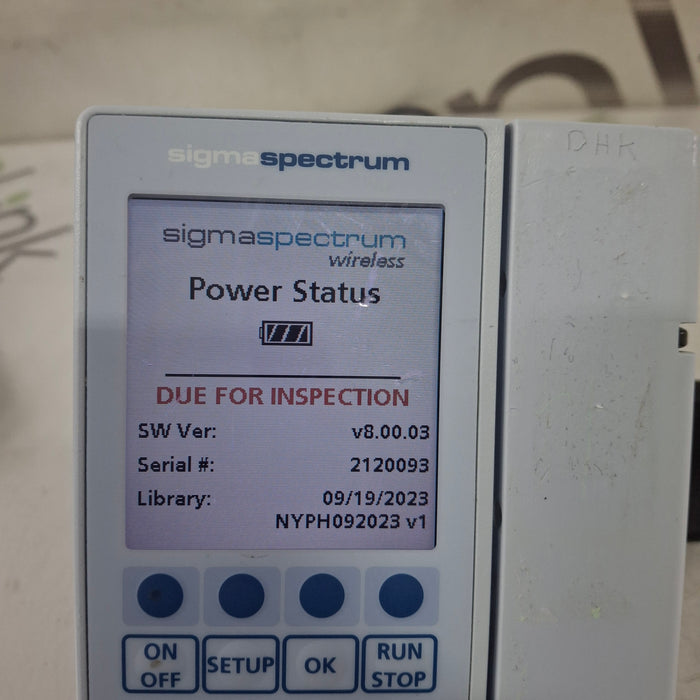 DHK
sigmaspectrum
sigmaspectrum
wireless
Power Status
DUE FOR INSPECTION
SW Ver: v8.00.03
Serial #: 2120093
Library: 09/19/2023
NYPH092023 v1
ON OFF
SETUP
OK
RUN STOP